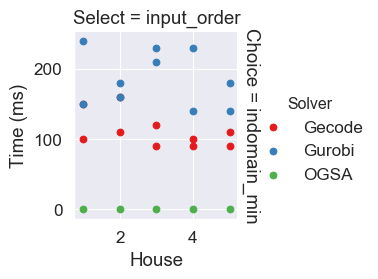 Select = input_order
Choice = indomain_min
Time (ms)
200
100
0
2
4
House
Solver
Gecode
Gurobi
OGSA